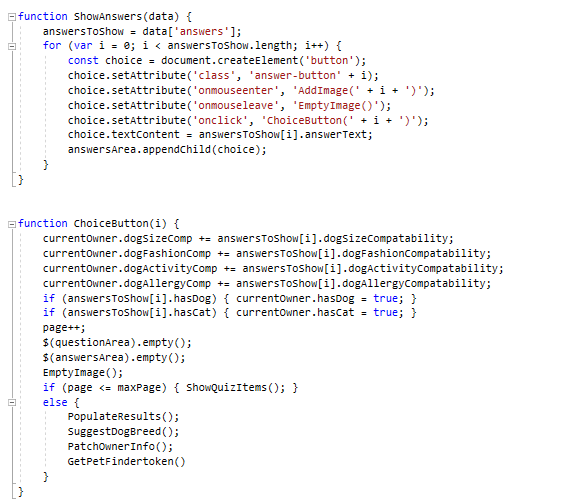 function ShowAnswers(data) {
answersToShow = data['answers'];
for (var i = 0; i < answersToShow.length; i++) {
const choice = document.createElement('button');
choice.setAttribute('class', 'answer-button' + i);
choice.setAttribute('onmouseenter', 'AddImage(' + i + ')');
choice.setAttribute('onmouseleave', 'EmptyImage()');
choice.setAttribute('onclick', 'ChoiceButton(' + i + ')');
choice.textContent = answersToShow[i].answerText;
answersArea.appendChild(choice);
}
}
function ChoiceButton(i) {
currentOwner.dogSizeComp += answersToShow[i].dogSizeCompatability;
currentOwner.dogFashionComp += answersToShow[i].dogFashionCompatability;
currentOwner.dogActivityComp += answersToShow[i].dogActivityCompatability;
currentOwner.dogAllergyComp += answersToShow[i].dogAllergyCompatability;
if (answersToShow[i].hasDog) { currentOwner.hasDog = true; }
if (answersToShow[i].hasCat) { currentOwner.hasCat = true; }
page++;
$(questionArea).empty();
$(answersArea).empty();
EmptyImage();
if (page <= maxPage) { ShowQuizItems(); }
else {
PopulateResults();
SuggestDogBreed();
PatchOwnerInfo();
GetPetFindertoken()
}
}